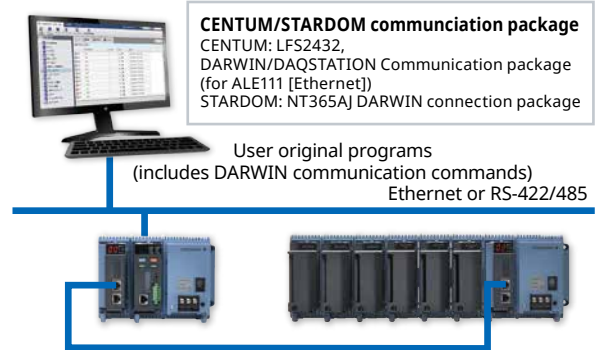 CENTUM/STARDOM communciation package
CENTUM: LFS2432,
DARWIN/DAQSTATION Communication package
(for ALE111 [Ethernet])
STARDOM: NT365AJ DARWIN connection package
User original programs
(includes DARWIN communication commands)
Ethernet or RS-422/485